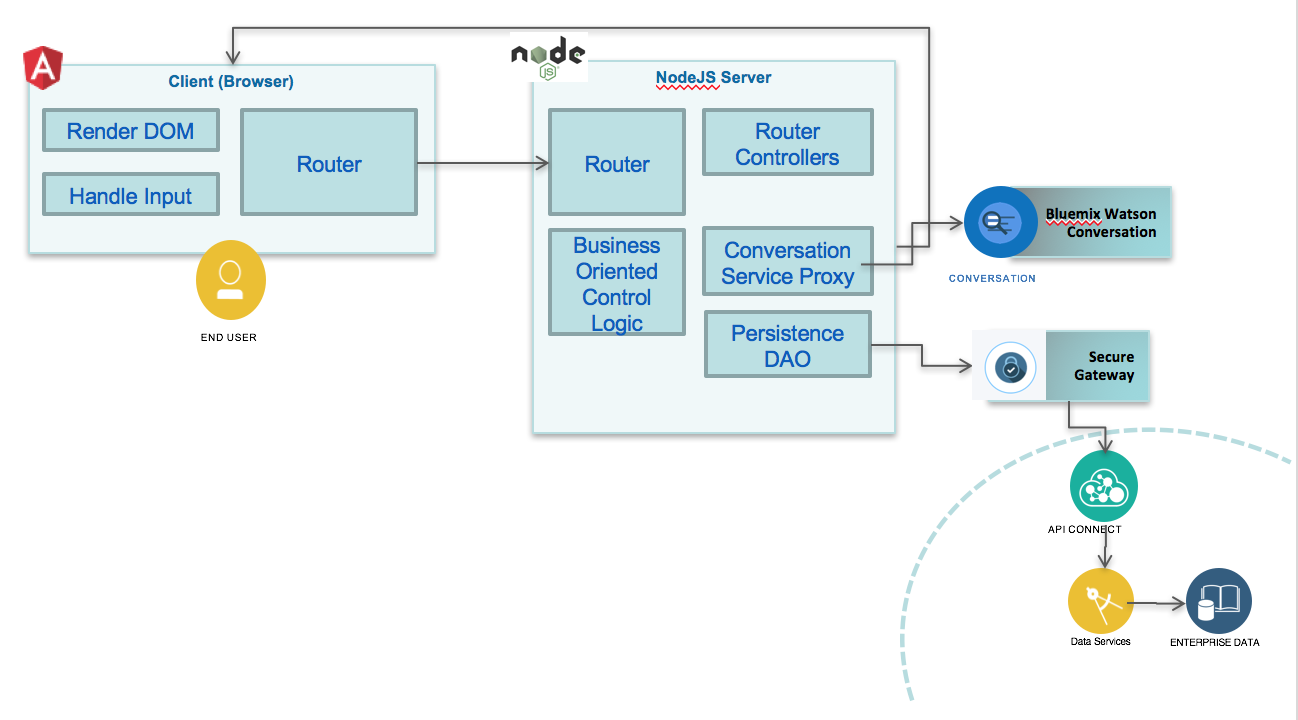 node
JS
A
Client (Browser)
Render DOM
Handle Input
Router
END USER
NodeJS Server
Router
Router
Controllers
Business
Oriented
Control
Logic
Conversation
Service Proxy
Persistence
DAO
Bluemix Watson
Conversation
CONVERSATION
Secure
Gateway
API CONNECT
Data Services
ENTERPRISE DATA